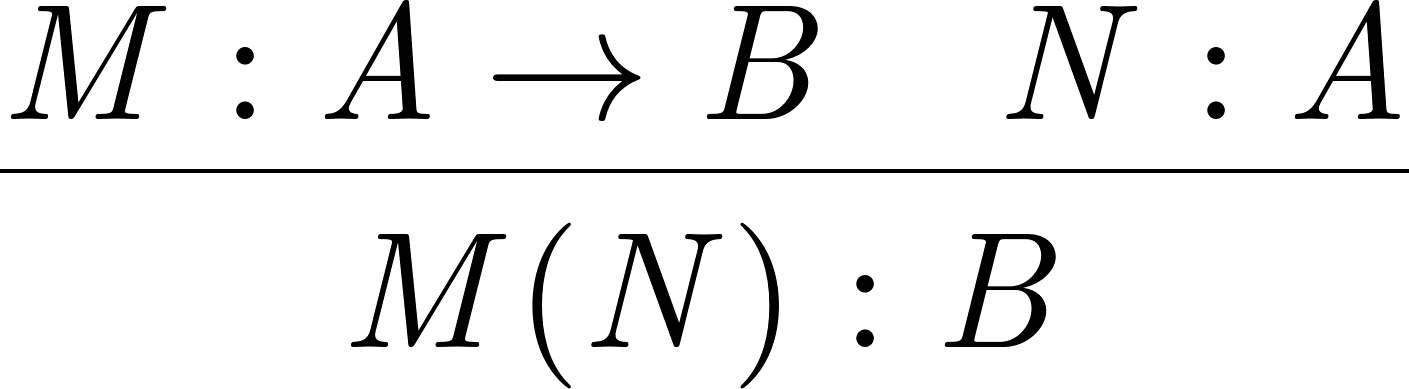 M : A → B N : A
M(N) : B